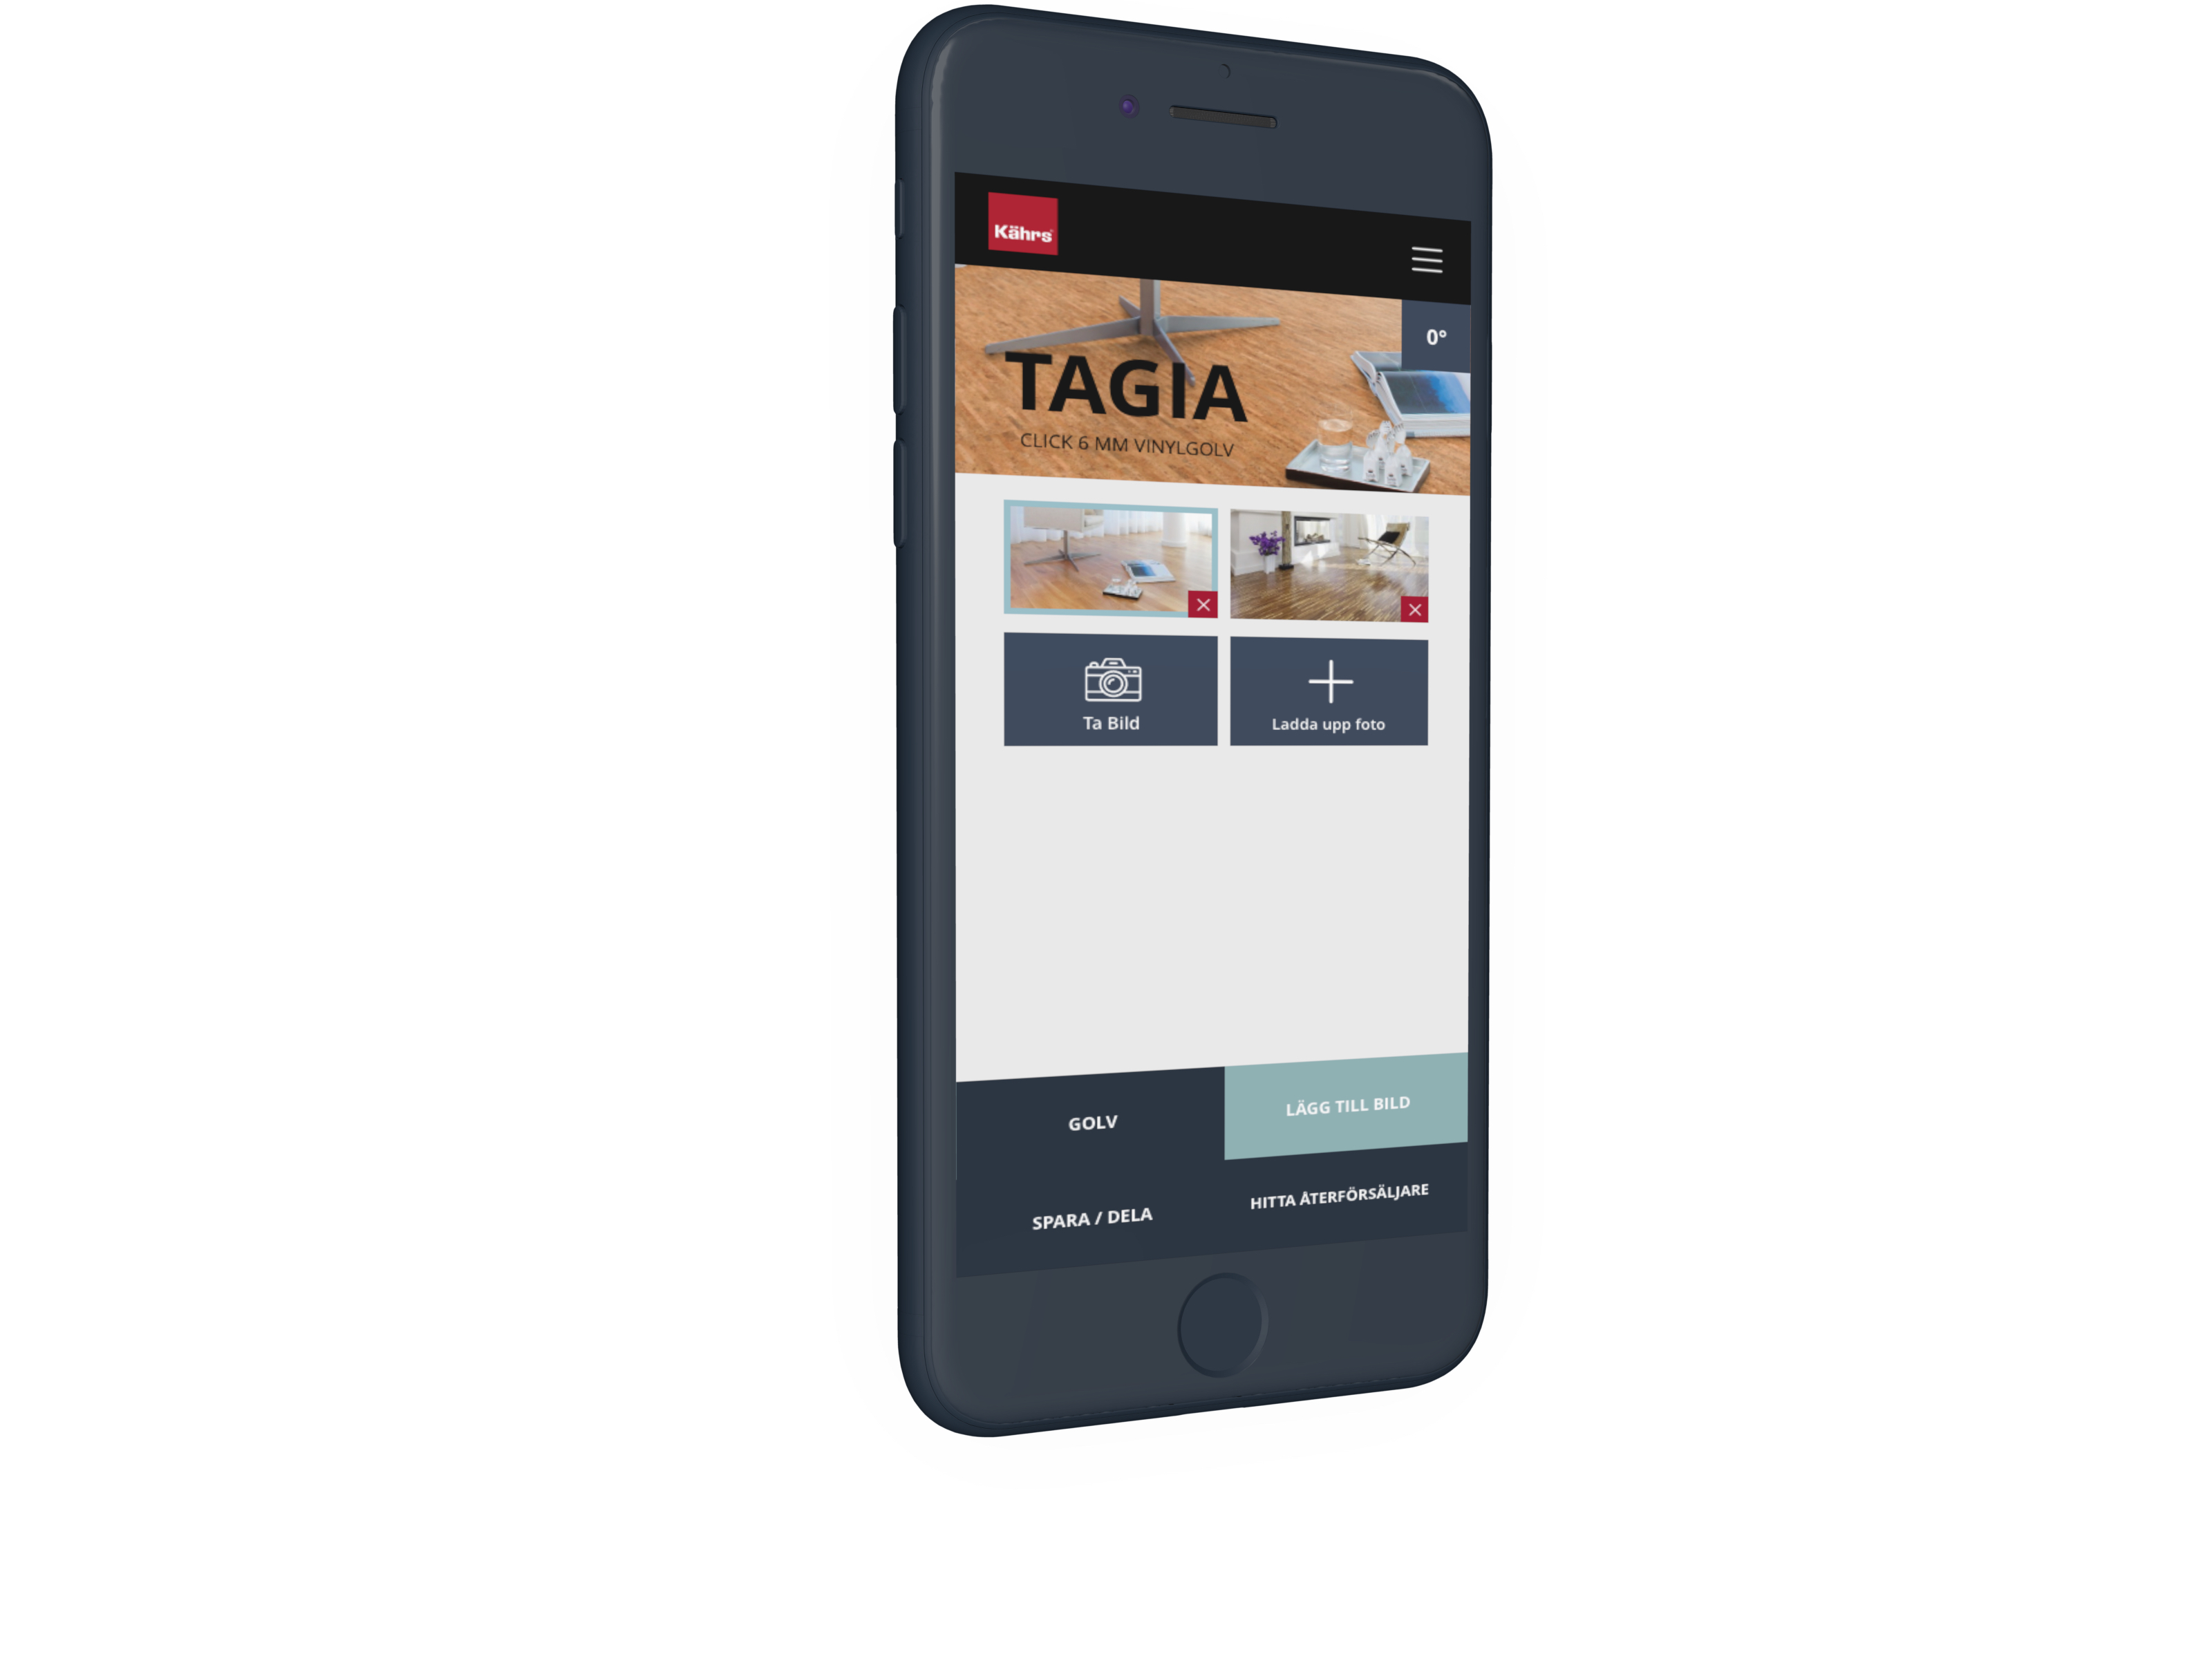 Kährs
0°
TAGIA
CLICK 6 MM VINYLGOLV
Ta Bild
Ladda upp foto
GOLV
LÄGG TILL BILD
SPARA / DELA
HITTA ÅTERFÖRSÄLJARE